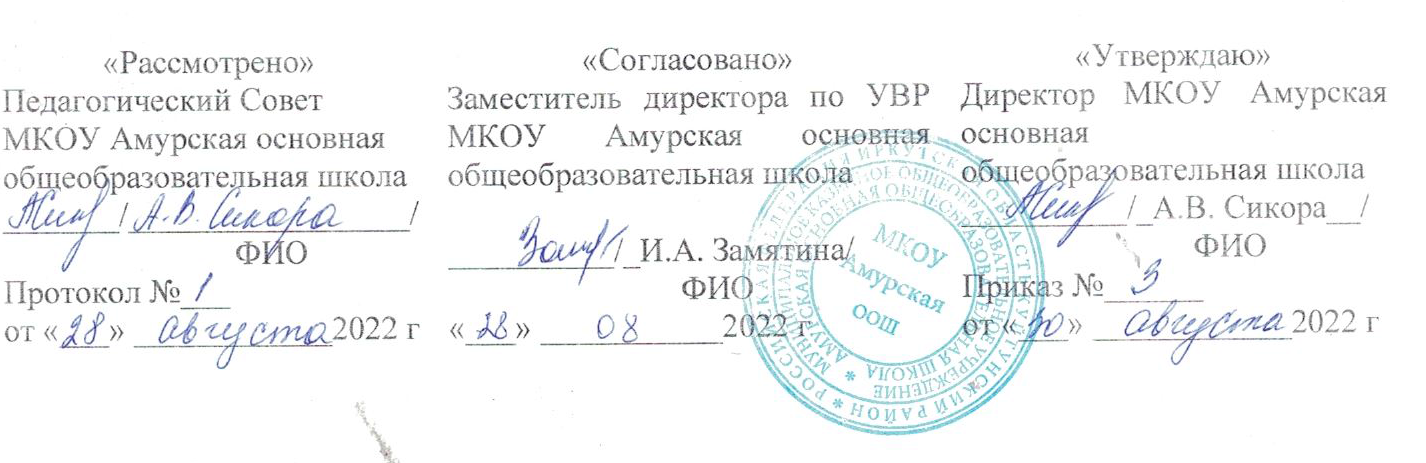 «Рассмотрено»
Педагогический Совет
МКОУ Амурская основная
общеобразовательная школа
/ А.В. Сикора /
ФИО
Протокол № 1
от «28» августа 2022 г
«Согласовано»
Заместитель директора по УВР
МКОУ Амурская основная
общеобразовательная школа
/ И.А. Замятина/
ФИО
«28» 08 2022 г
«Утверждаю»
Директор МКОУ Амурская
основная
общеобразовательная школа
/ А.В. Сикора /
ФИО
Приказ № 3
от «30» августа 2022 г
МКОУ
Амурская
ООШ